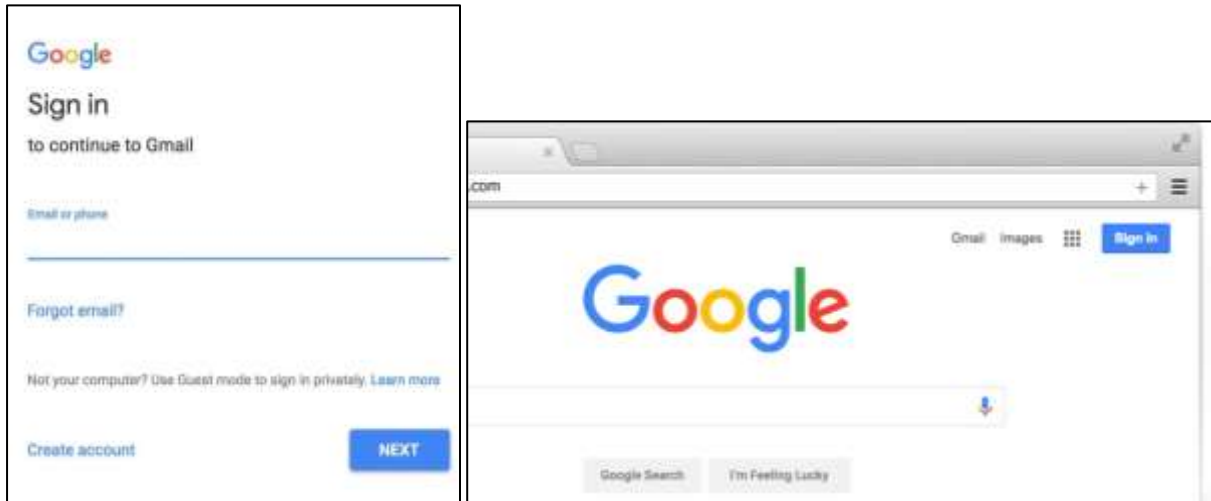 Google
Sign in
to continue to Gmail
Email or phone
Forgot email?
Not your computer? Use Guest mode to sign in privately. Learn more
Create account
NEXT
.com
Gmail Images Sign in
Google
Google Search I'm Feeling Lucky